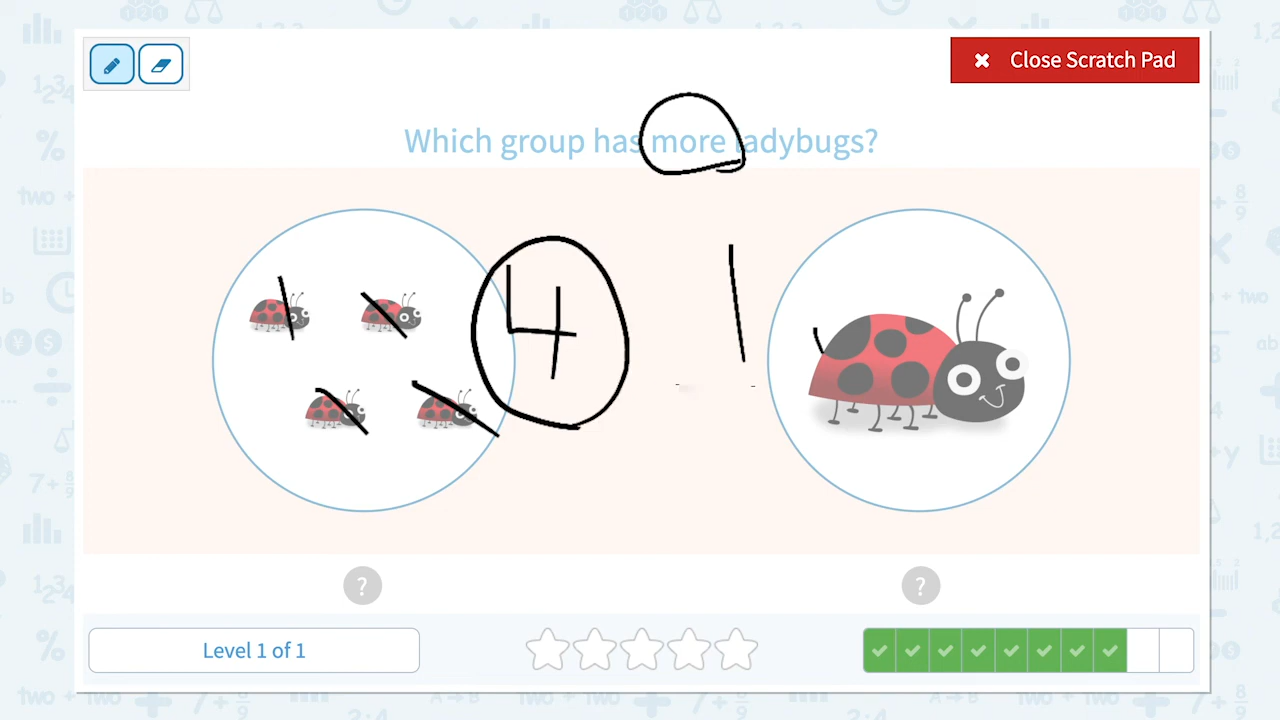 Close Scratch Pad
Which group has more ladybugs?
4 1
? ?
Level 1 of 1